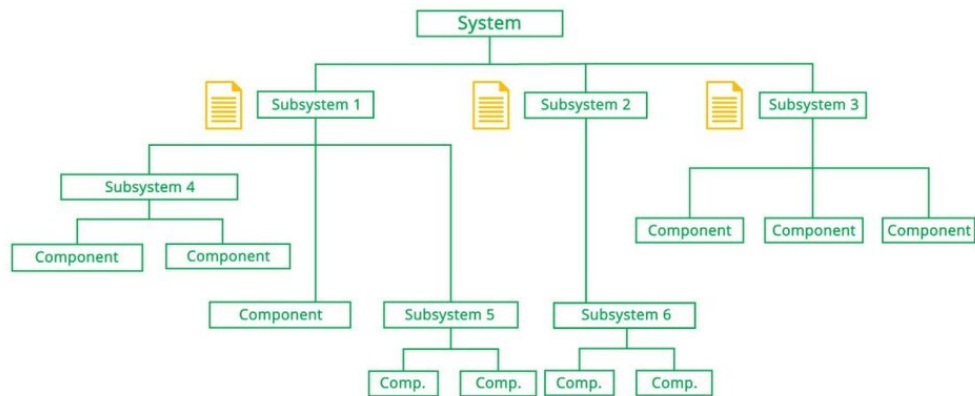 System
Subsystem 1
Subsystem 2
Subsystem 3
Subsystem 4
Component
Component
Component
Component
Component
Component
Subsystem 5
Subsystem 6
Comp.
Comp.
Comp.
Comp.